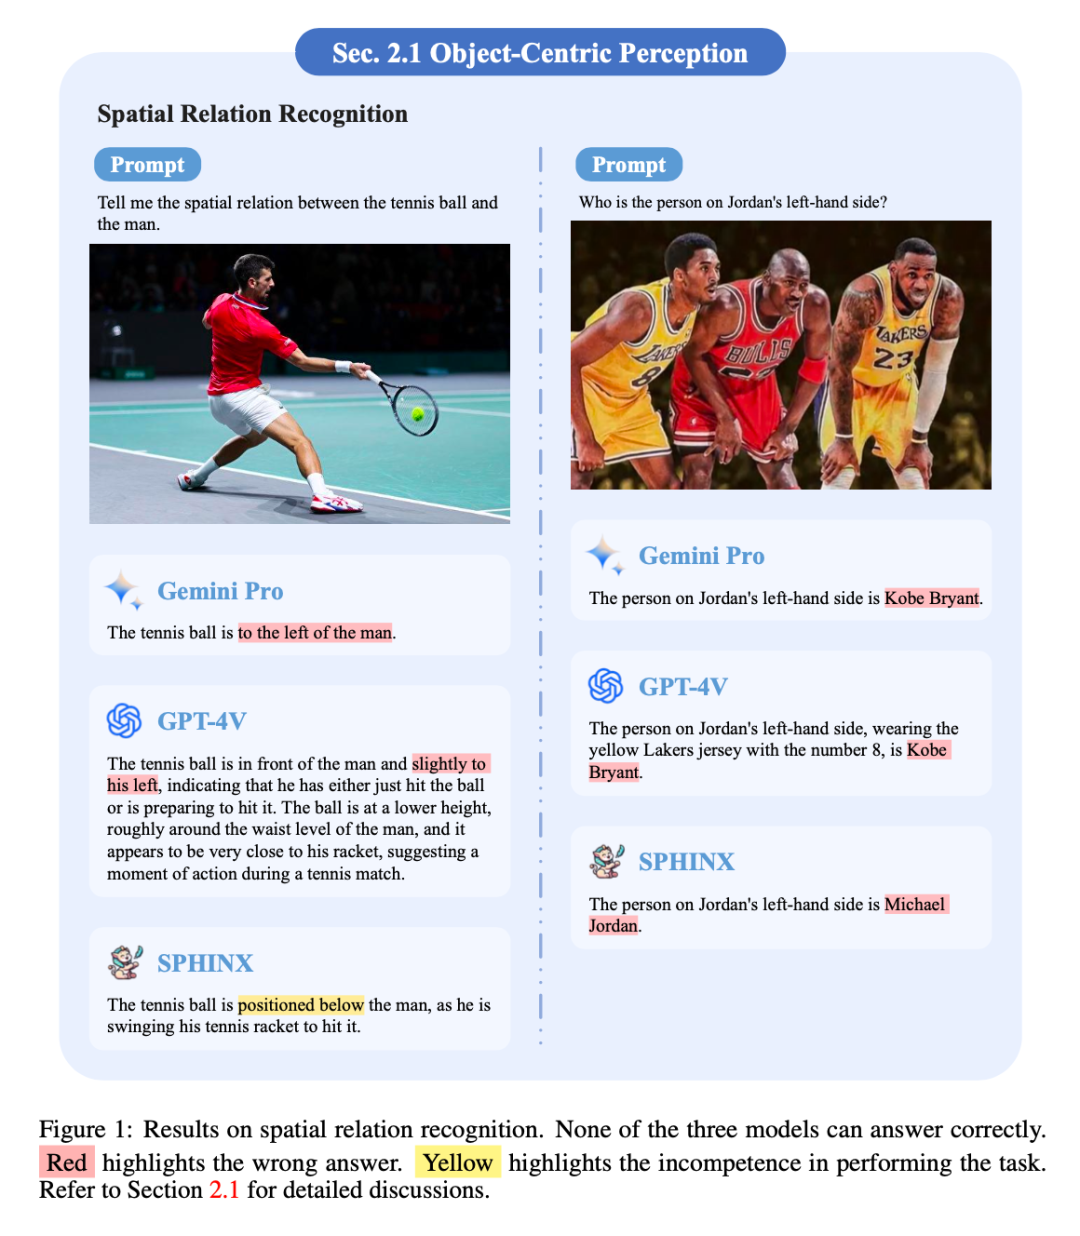 Sec. 2.1 Object-Centric Perception
Spatial Relation Recognition
Prompt
Tell me the spatial relation between the tennis ball and
the man.
Gemini Pro
The tennis ball is to the left of the man.
GPT-4V
The tennis ball is in front of the man and slightly to
his left, indicating that he has either just hit the ball
or is preparing to hit it. The ball is at a lower height,
roughly around the waist level of the man, and it
appears to be very close to his racket, suggesting a
moment of action during a tennis match.
SPHINX
The tennis ball is positioned below the man, as he is
swinging his tennis racket to hit it.
Prompt
Who is the person on Jordan's left-hand side?
LAKERS
8
BULLS
LAKERS
23
Gemini Pro
The person on Jordan's left-hand side is Kobe Bryant.
GPT-4V
The person on Jordan's left-hand side, wearing the
yellow Lakers jersey with the number 8, is Kobe
Bryant.
SPHINX
The person on Jordan's left-hand side is Michael
Jordan.
Figure 1: Results on spatial relation recognition. None of the three models can answer correctly.
Red highlights the wrong answer. Yellow highlights the incompetence in performing the task.
Refer to Section 2.1 for detailed discussions.